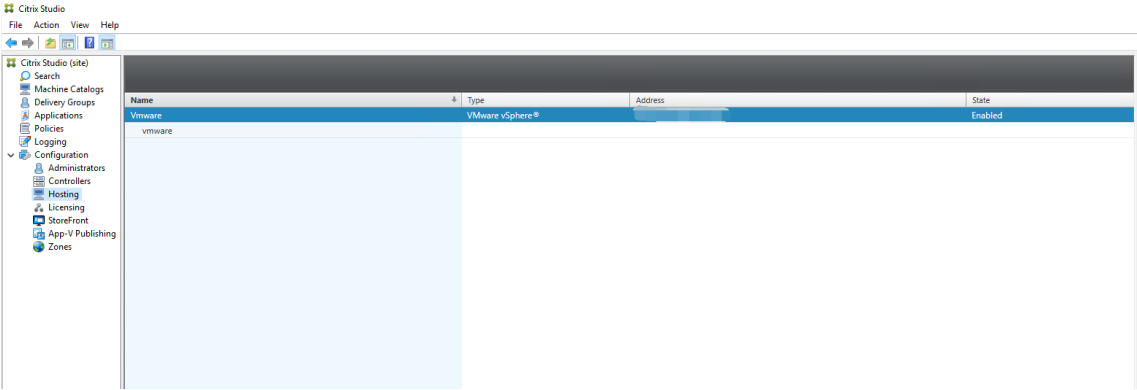 Citrix Studio
File Action View Help
Citrix Studio (site)
Search
Machine Catalogs
Delivery Groups
Applications
Policies
Logging
Configuration
Administrators
Controllers
Hosting
Licensing
StoreFront
App-V Publishing
Zones
Name Type Address State
Vmware VMware vSphere® Enabled
vmware